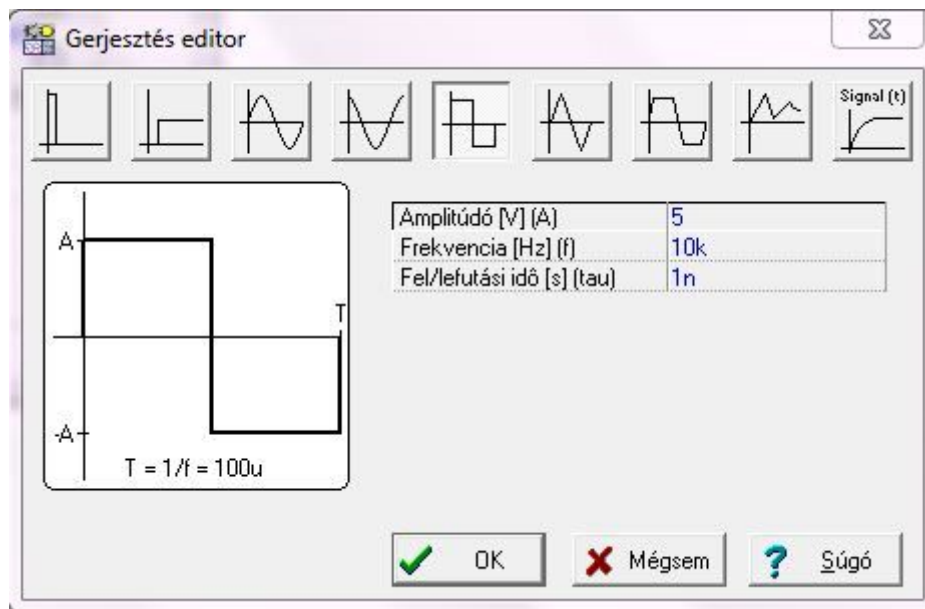 Gerjesztés editor
Signal (t)
Amplitúdó [V] (A) 5
Frekvencia [Hz] (f) 10k
Fel/lefutási idô [s] (tau) 1n
A
T
-A
T = 1/f = 100u
OK
Mégsem
? Súgó